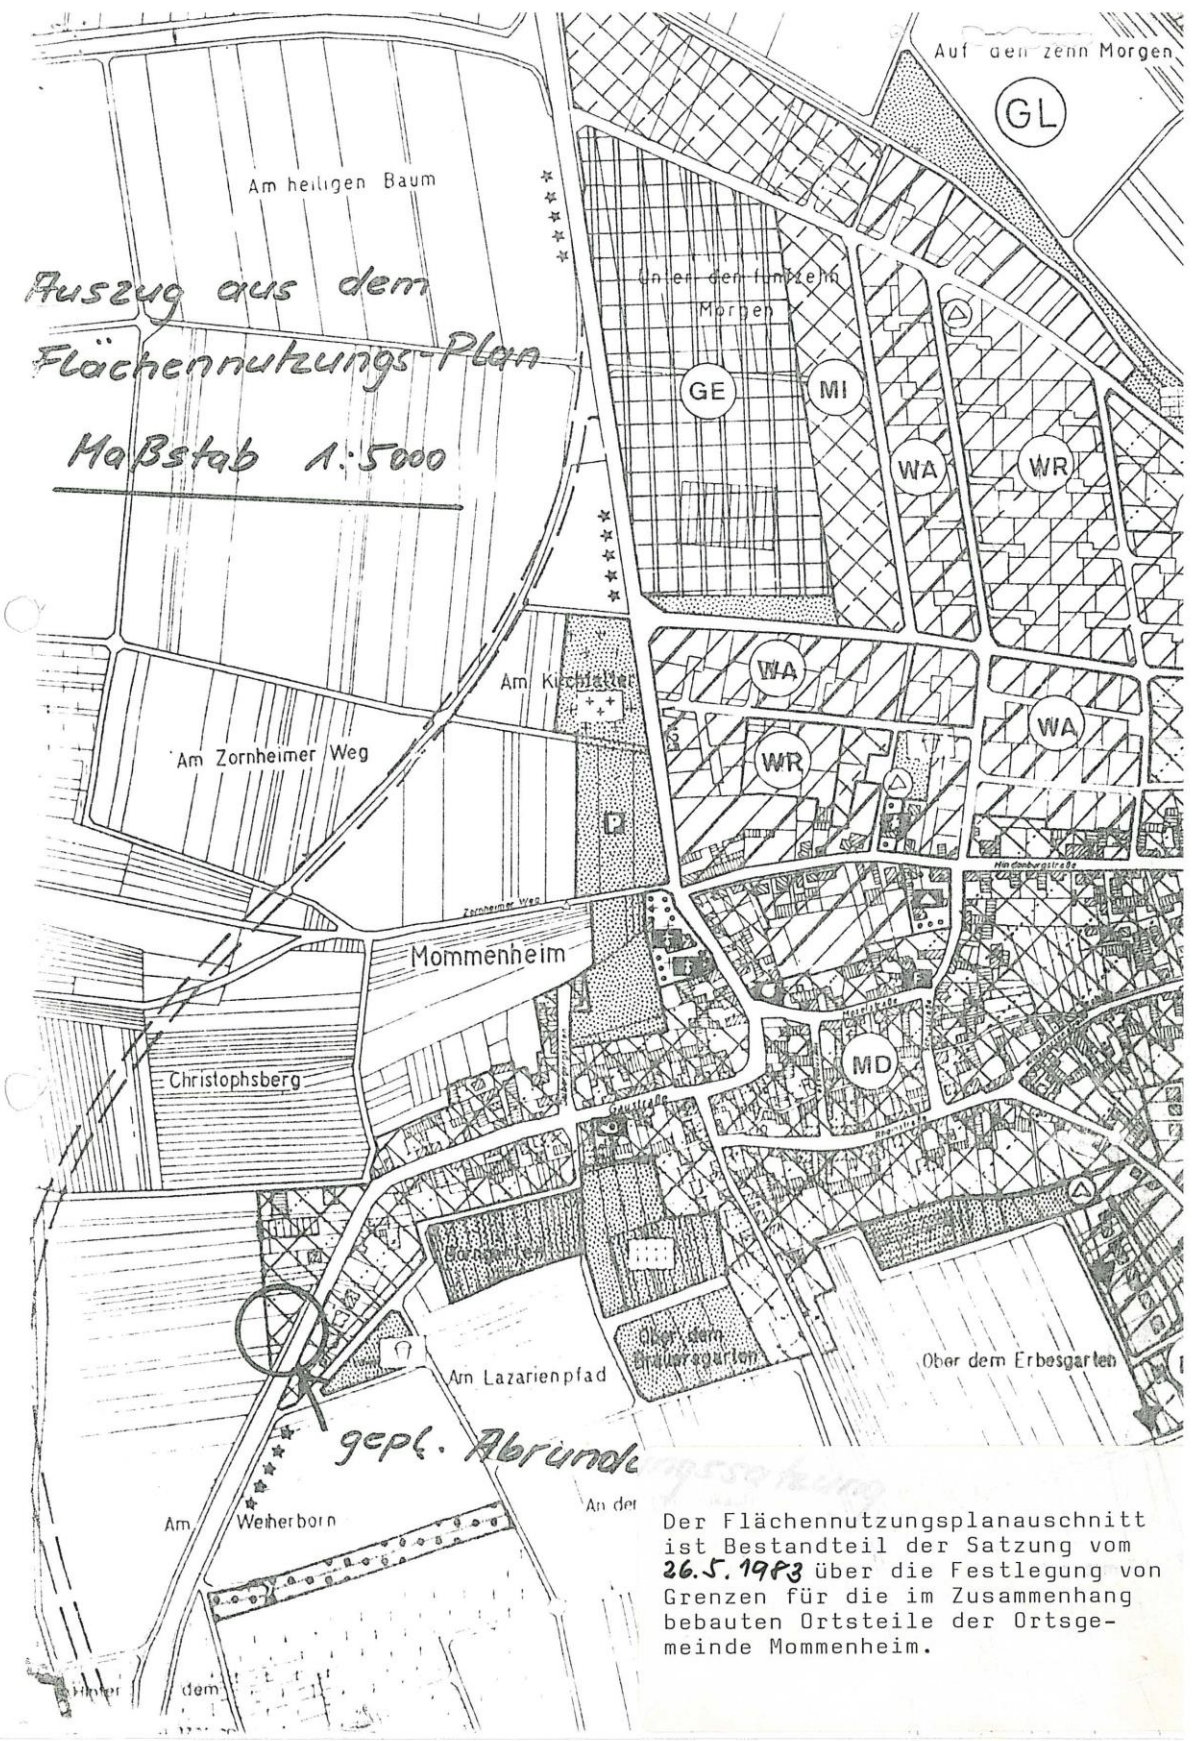 Auf den zehn Morgen
GL
Am heiligen Baum
Auszug aus dem
Flächennutzungs-Plan
Maßstab 1:5000
Unter den fünfzehn
Morgen
GE
MI
WA
WR
WA
Am Kirchfalter
WA
Am Zornheimer Weg
WR
P
Hindenburgstraße
Zornheimer Weg
Mommenheim
MD
Christophsberg
Gaustraße
Ober dem
Am Lazarienpfad
Ober dem Erbesgarten
gepl. Abrund
An der
Am Weiherborn
Der Flächennutzungsplanauschnitt
ist Bestandteil der Satzung vom
26.5.1983 über die Festlegung von
Grenzen für die im Zusammenhang
bebauten Ortsteile der Ortsge-
meinde Mommenheim.
Hinter dem